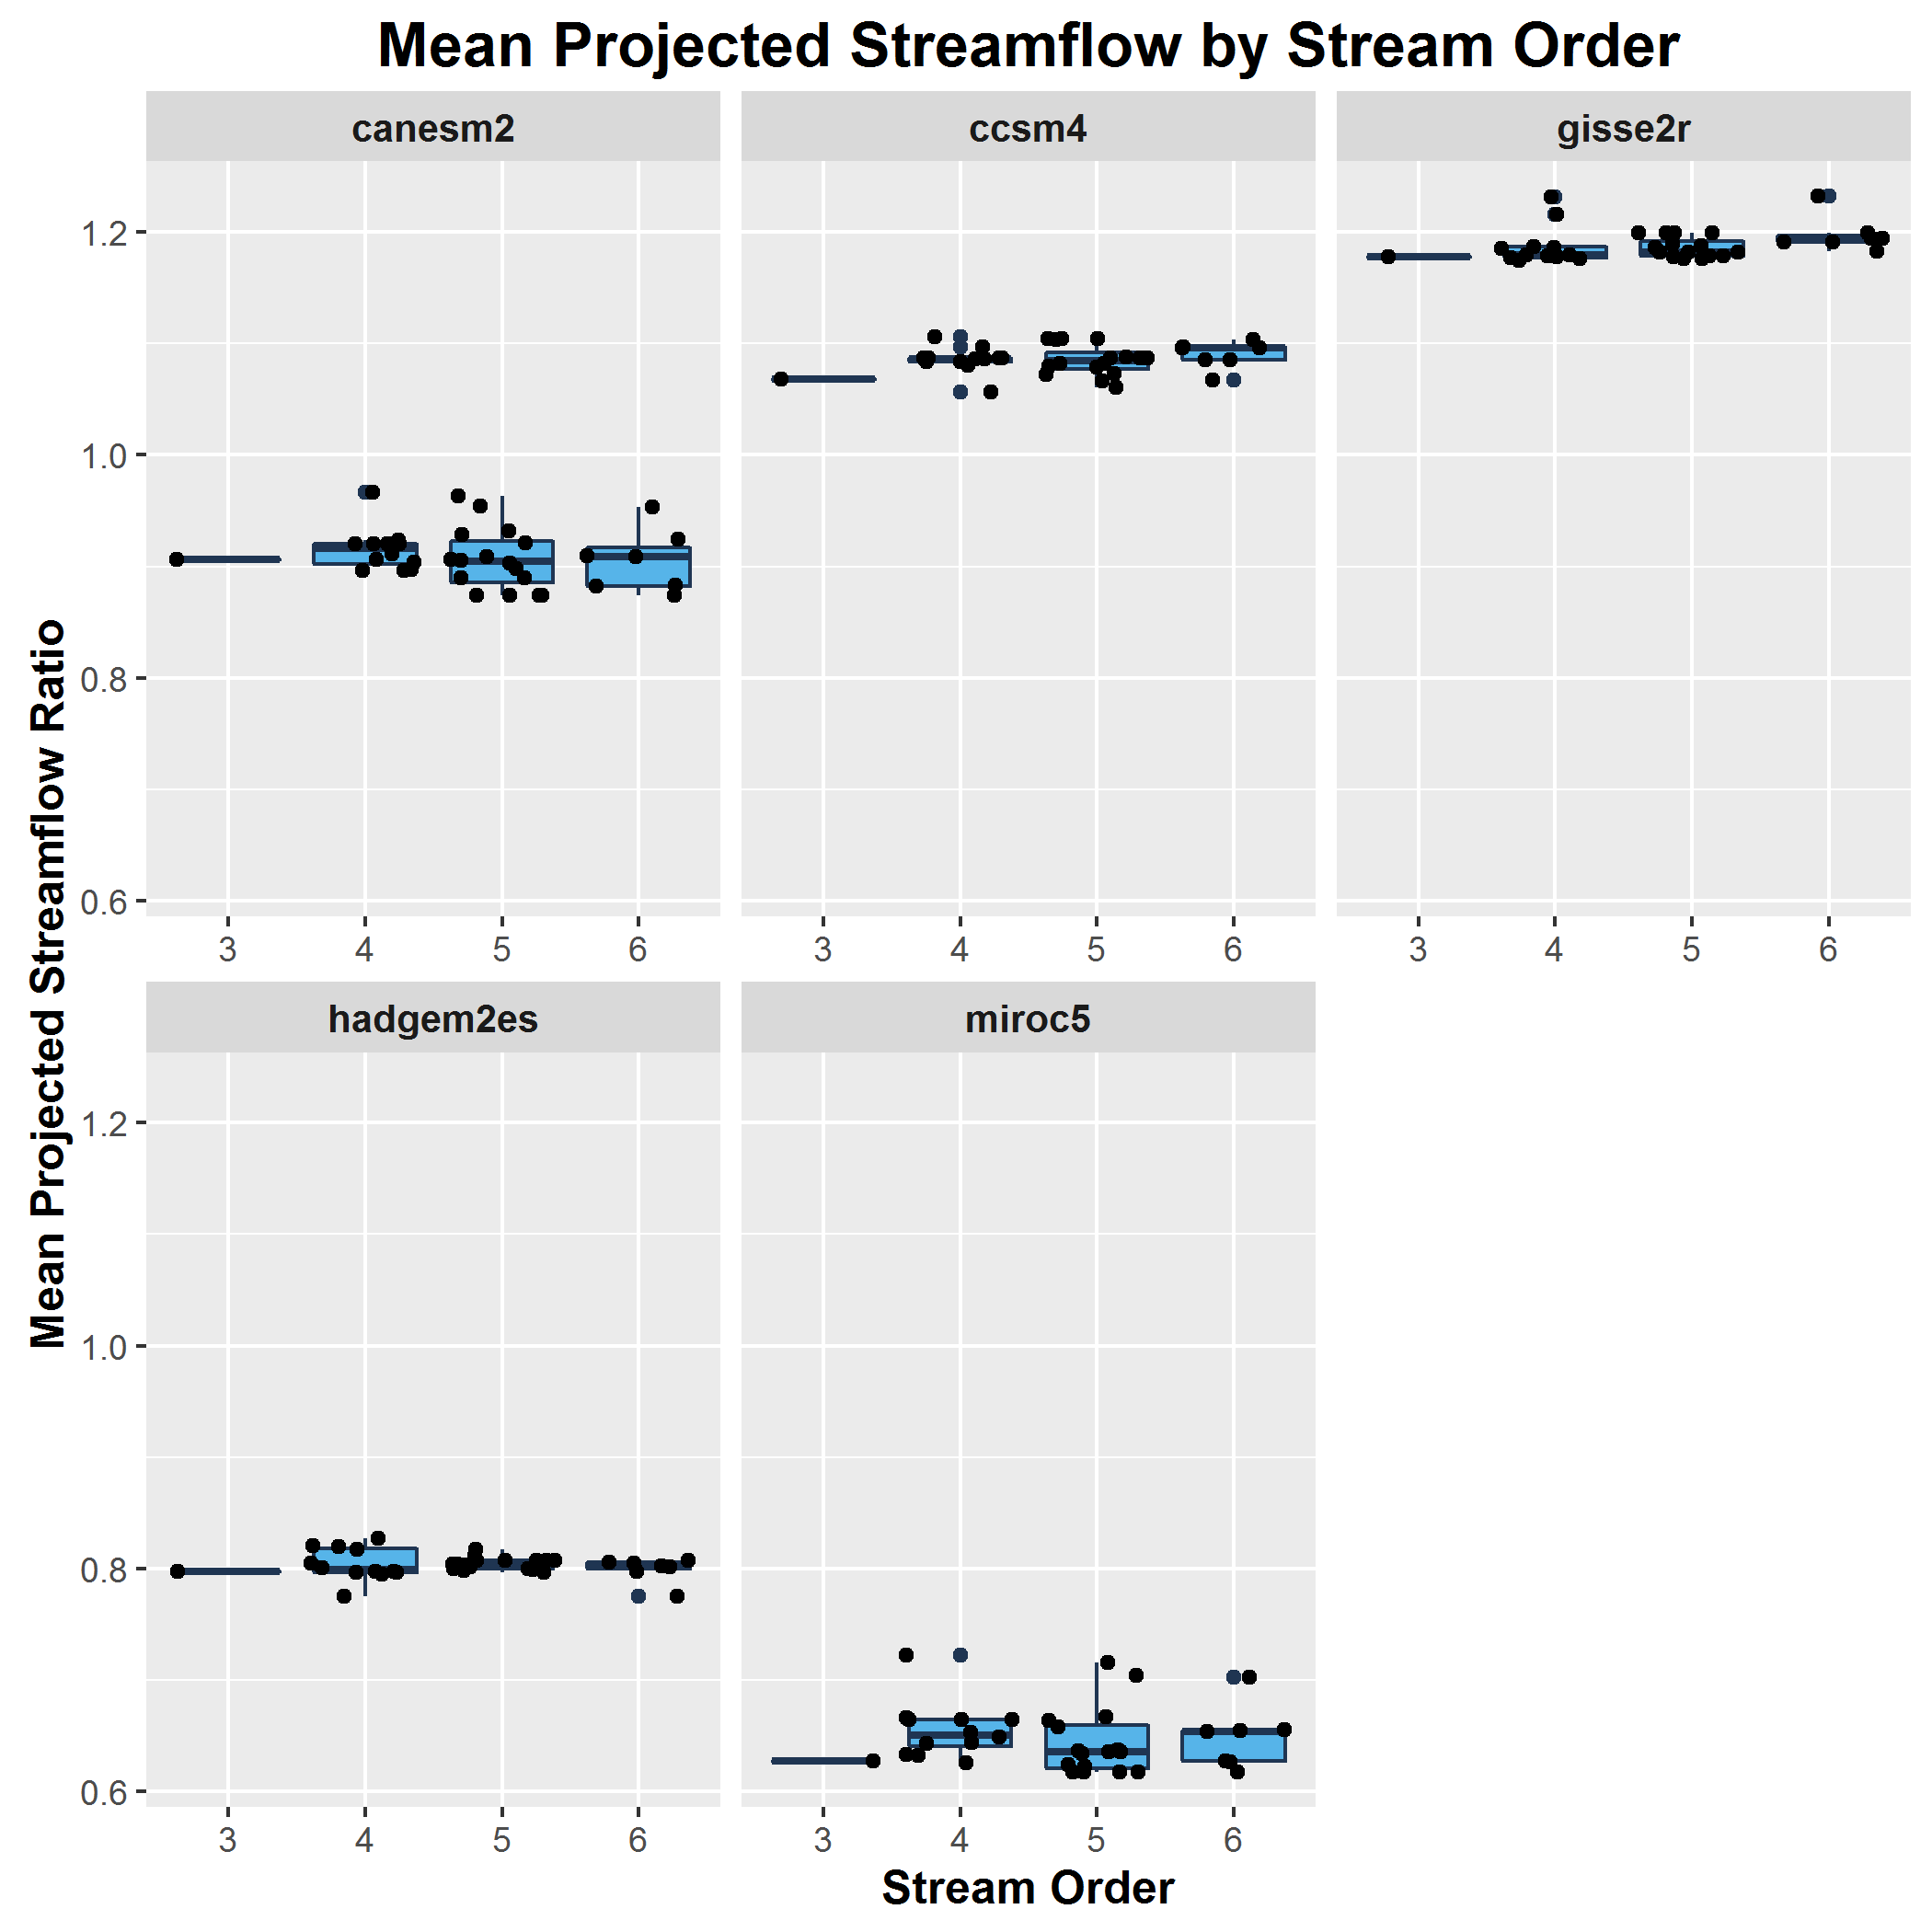 Mean Projected Streamflow by Stream Order
canesm2 ccsm4 gisse2r
1.2
1.0
0.8
0.6
3 4 5 6 3 4 5 6 3 4 5 6
Mean Projected Streamflow Ratio
hadgem2es miroc5
1.2
1.0
0.8
0.6
3 4 5 6 3 4 5 6
Stream Order